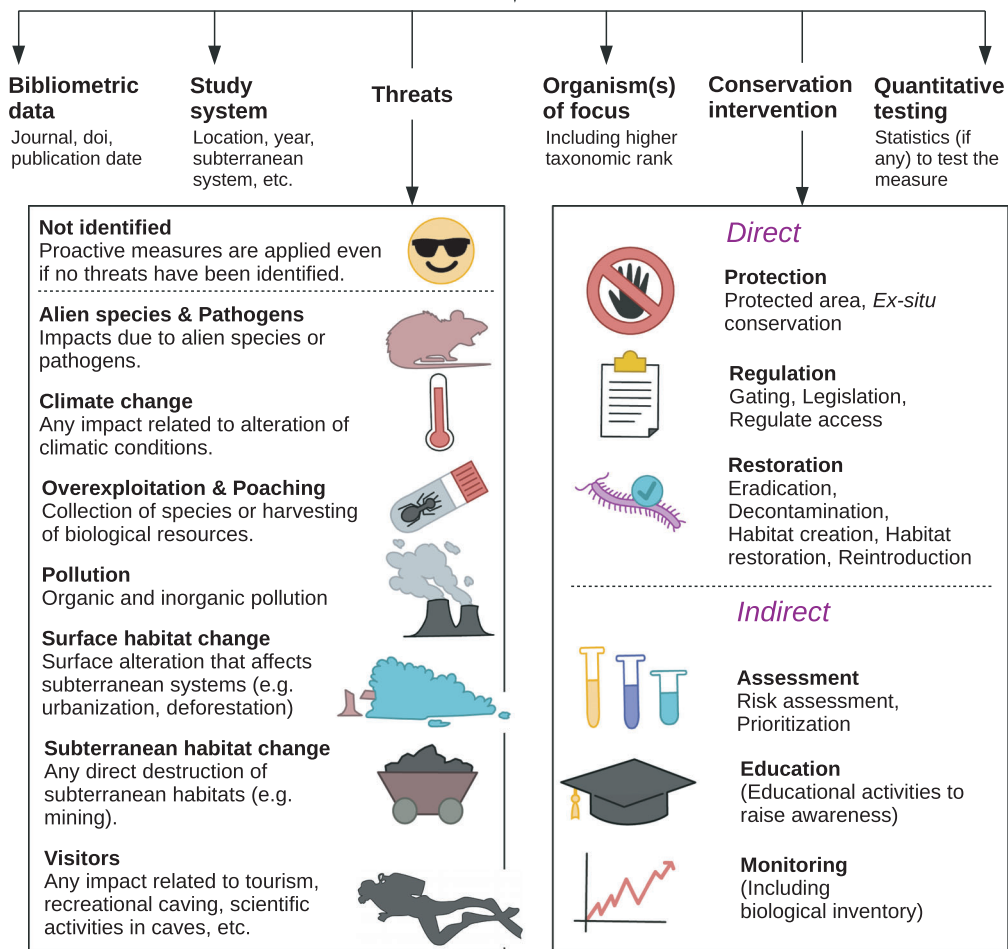 Bibliometric
data
Journal, doi,
publication date
Study
system
Location, year,
subterranean
system, etc.
Threats
Organism(s)
of focus
Including higher
taxonomic rank
Conservation
intervention
Quantitative
testing
Statistics (if
any) to test the
measure
Not identified
Proactive measures are applied even
if no threats have been identified.
Alien species & Pathogens
Impacts due to alien species or
pathogens.
Climate change
Any impact related to alteration of
climatic conditions.
Overexploitation & Poaching
Collection of species or harvesting
of biological resources.
Pollution
Organic and inorganic pollution
Surface habitat change
Surface alteration that affects
subterranean systems (e.g.
urbanization, deforestation)
Subterranean habitat change
Any direct destruction of
subterranean habitats (e.g.
mining).
Visitors
Any impact related to tourism,
recreational caving, scientific
activities in caves, etc.
Direct
Protection
Protected area, Ex-situ
conservation
Regulation
Gating, Legislation,
Regulate access
Restoration
Eradication,
Decontamination,
Habitat creation, Habitat
restoration, Reintroduction
Indirect
Assessment
Risk assessment,
Prioritization
Education
(Educational activities to
raise awareness)
Monitoring
(Including
biological inventory)